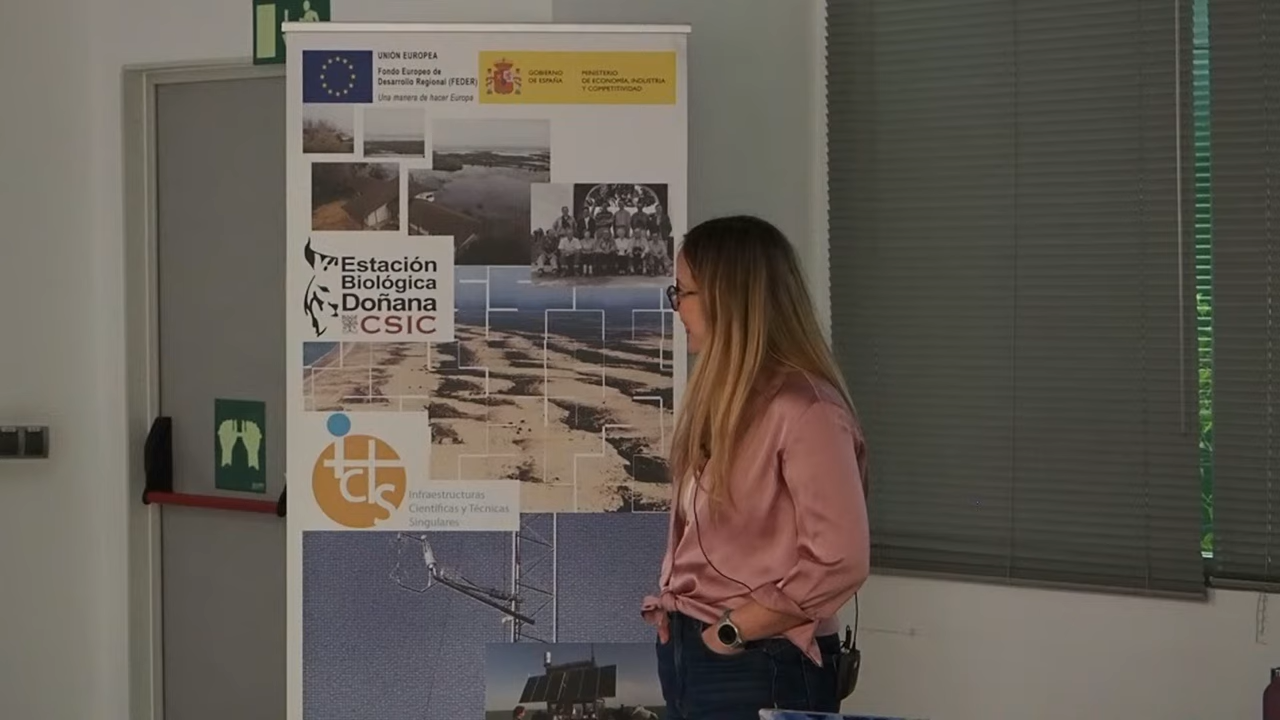 UNIÓN EUROPEA
Fondo Europeo de
Desarrollo Regional (FEDER)
Una manera de hacer Europa
GOBIERNO
DE ESPAÑA
MINISTERIO
DE ECONOMÍA, INDUSTRIA
Y COMPETITIVIDAD
Estación
Biológica
Doñana
CSIC
icts
Infraestructuras
Científicas y Técnicas
Singulares